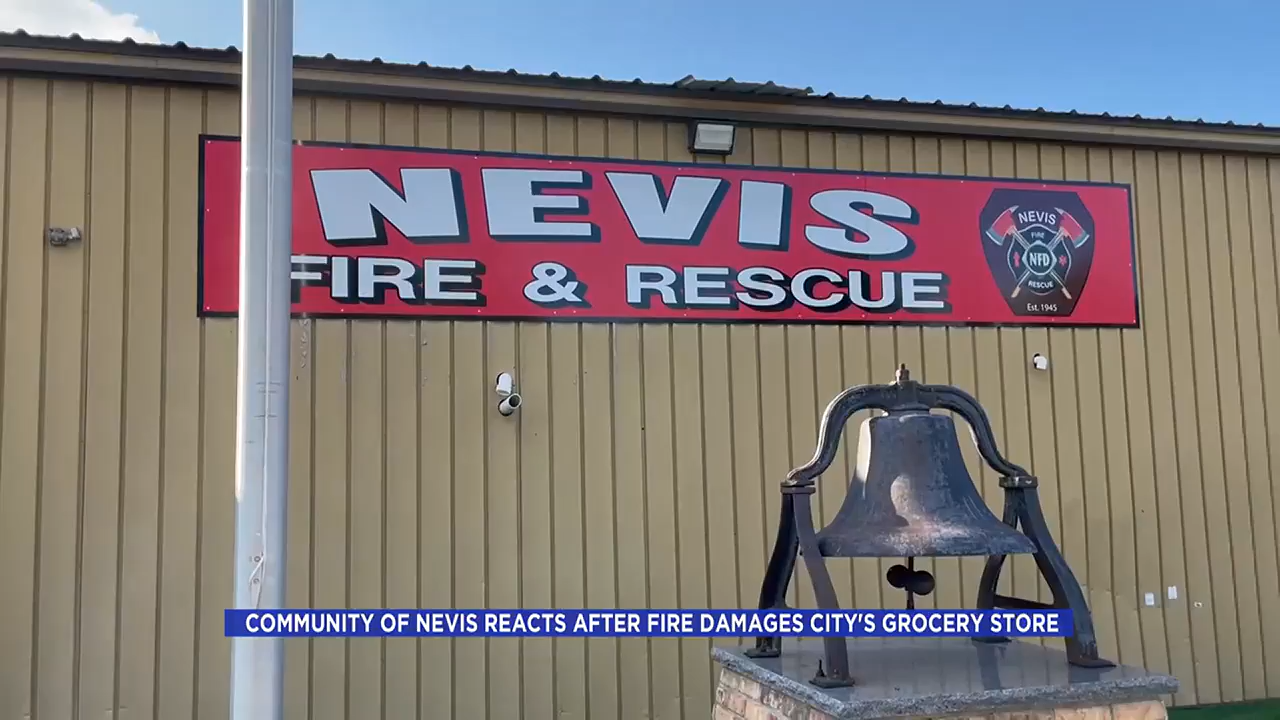 NEVIS
FIRE & RESCUE
NEVIS
FIRE
NFD
RESCUE
Est. 1945
COMMUNITY OF NEVIS REACTS AFTER FIRE DAMAGES CITY'S GROCERY STORE